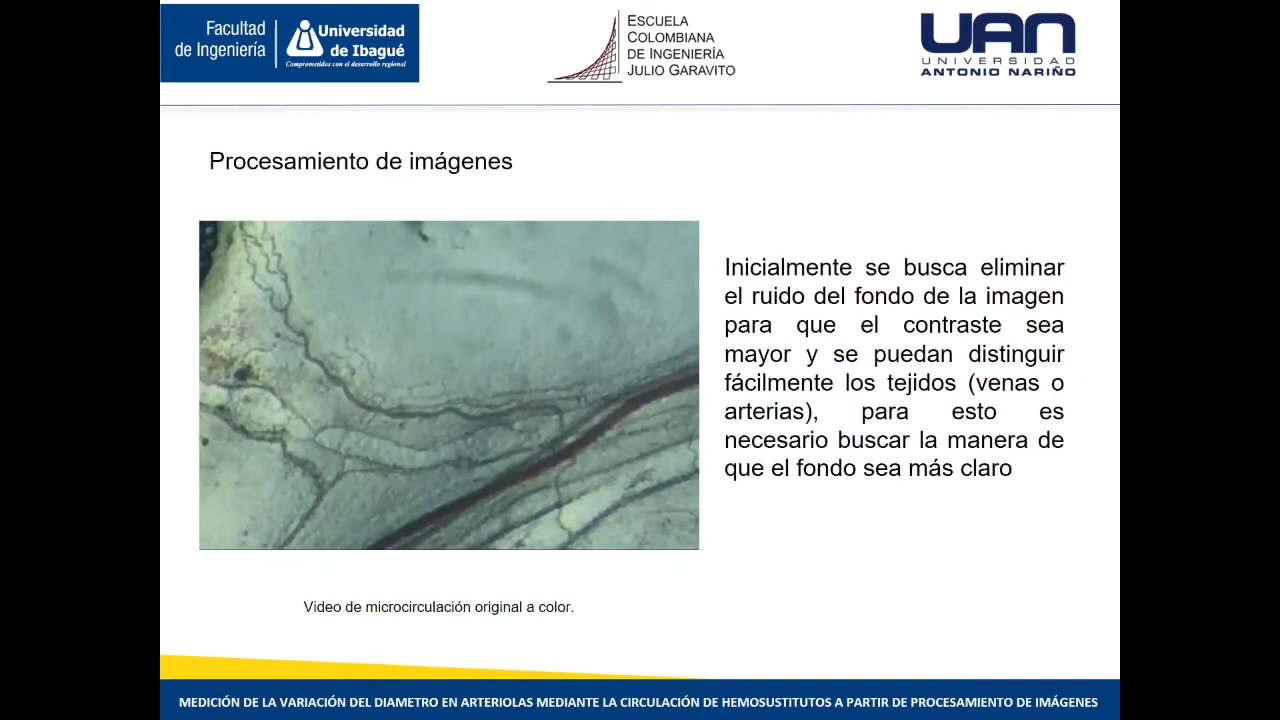 Facultad
de Ingeniería
Universidad
de Ibagué
Comprometidos con el desarrollo regional
ESCUELA
COLOMBIANA
DE INGENIERÍA
JULIO GARAVITO
UAN
UNIVERSIDAD
ANTONIO NARIÑO
Procesamiento de imágenes
Inicialmente se busca eliminar
el ruido del fondo de la imagen
para que el contraste sea
mayor y se puedan distinguir
fácilmente los tejidos (venas o
arterias), para esto es
necesario buscar la manera de
que el fondo sea más claro
Video de microcirculación original a color.
MEDICIÓN DE LA VARIACIÓN DEL DIAMETRO EN ARTERIOLAS MEDIANTE LA CIRCULACIÓN DE HEMOSUSTITUTOS A PARTIR DE PROCESAMIENTO DE IMÁGENES